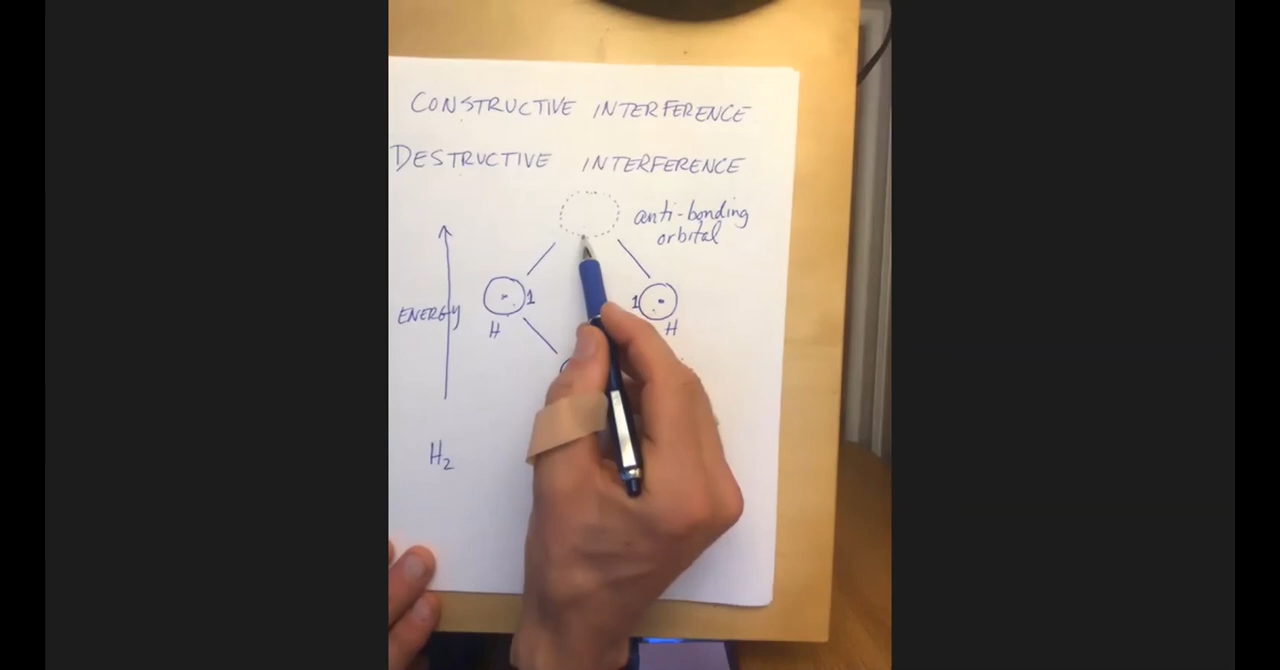 CONSTRUCTIVE INTERFERENCE
DESTRUCTIVE INTERFERENCE
anti-bonding
orbital
1
1
ENERGY
H
H
H2